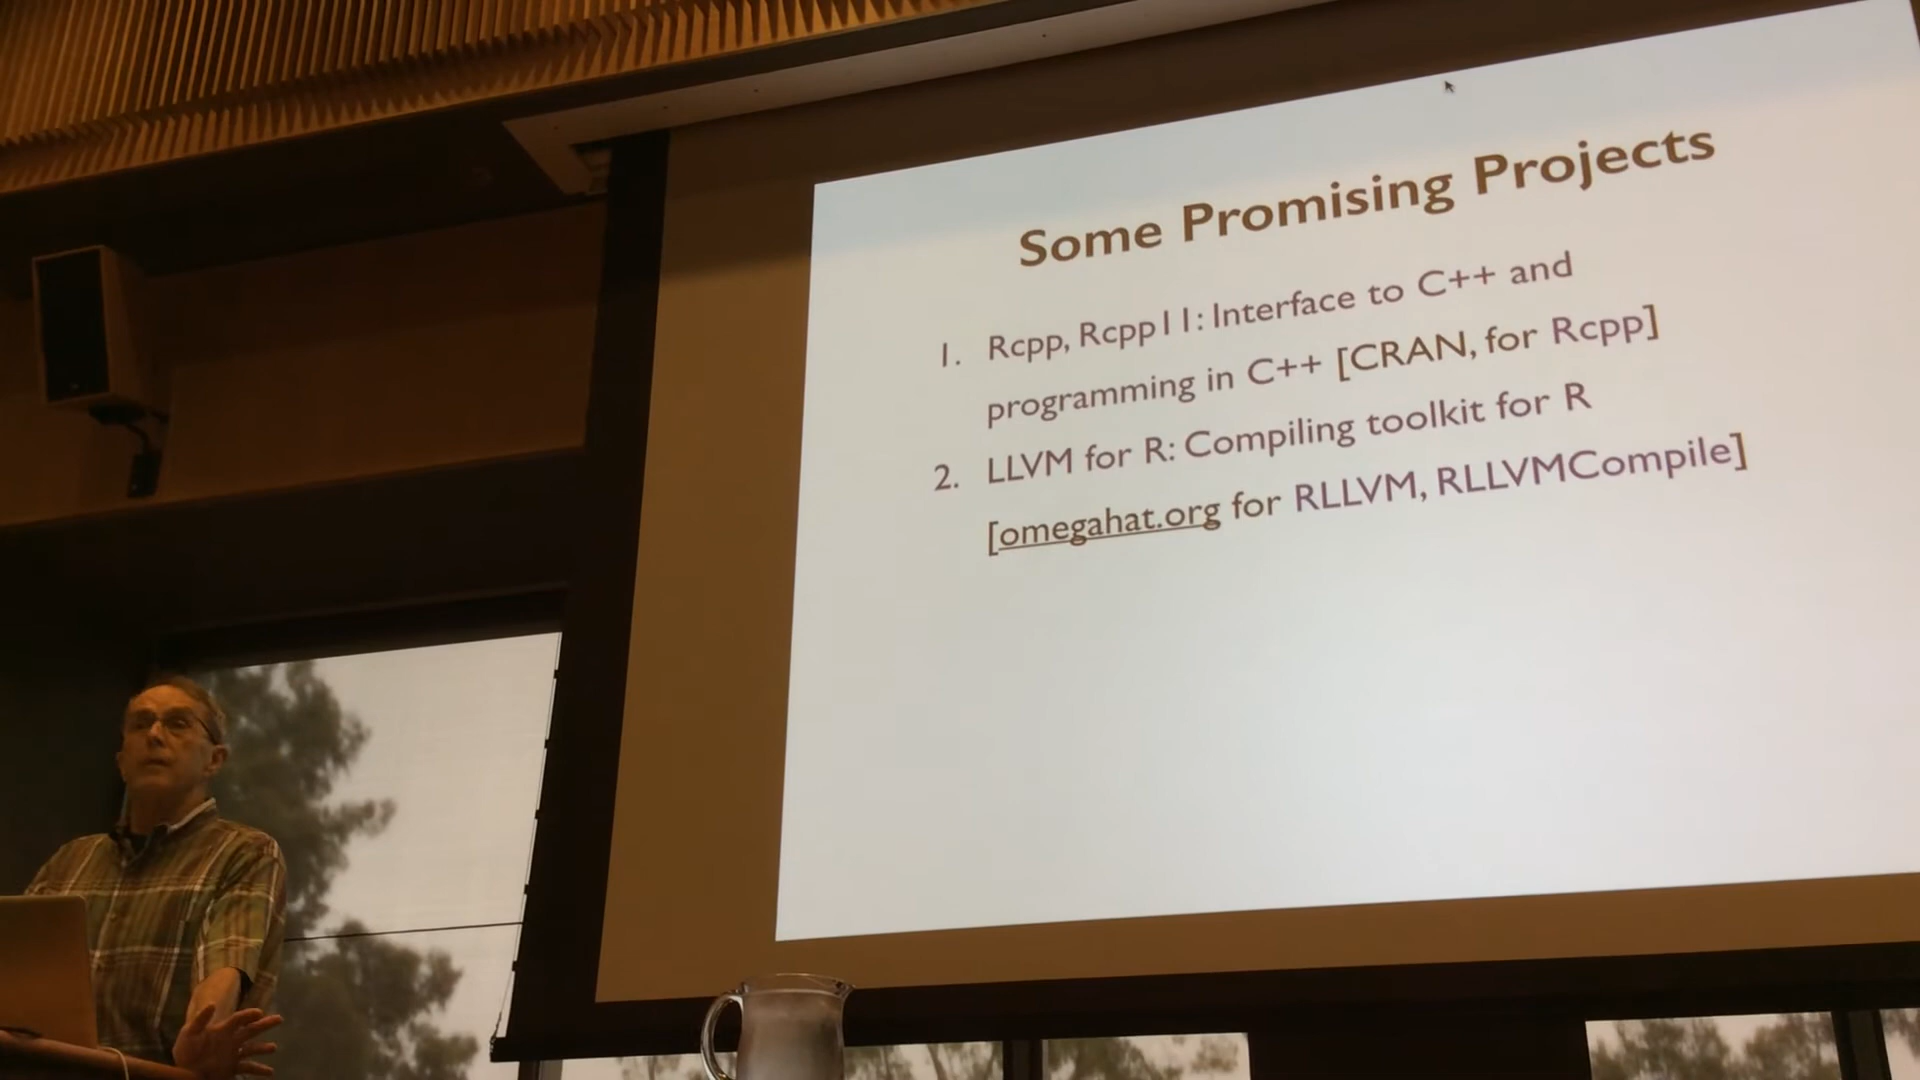 Some Promising Projects
1. Rcpp, Rcpp11: Interface to C++ and
programming in C++ [CRAN, for Rcpp]
2. LLVM for R: Compiling toolkit for R
[omegahat.org for RLLVM, RLLVMCompile]